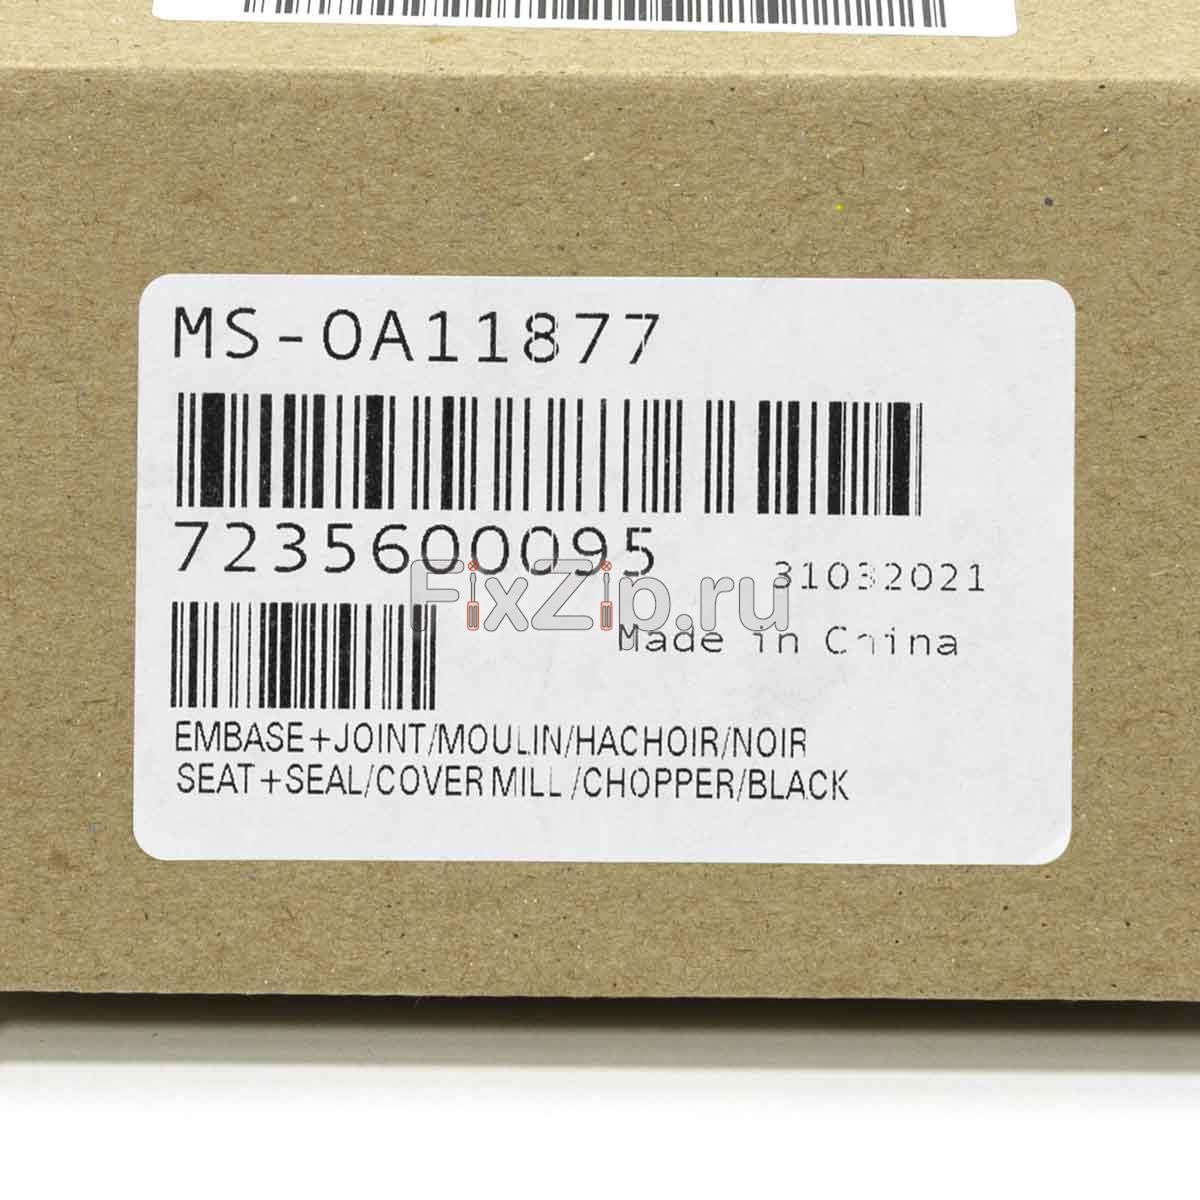 MS-0A11877
7235600095
31032021
FixZip.ru
Made in China
EMBASE+JOINT/MOULIN/HACHOIR/NOIR
SEAT+SEAL/COVER MILL /CHOPPER/BLACK